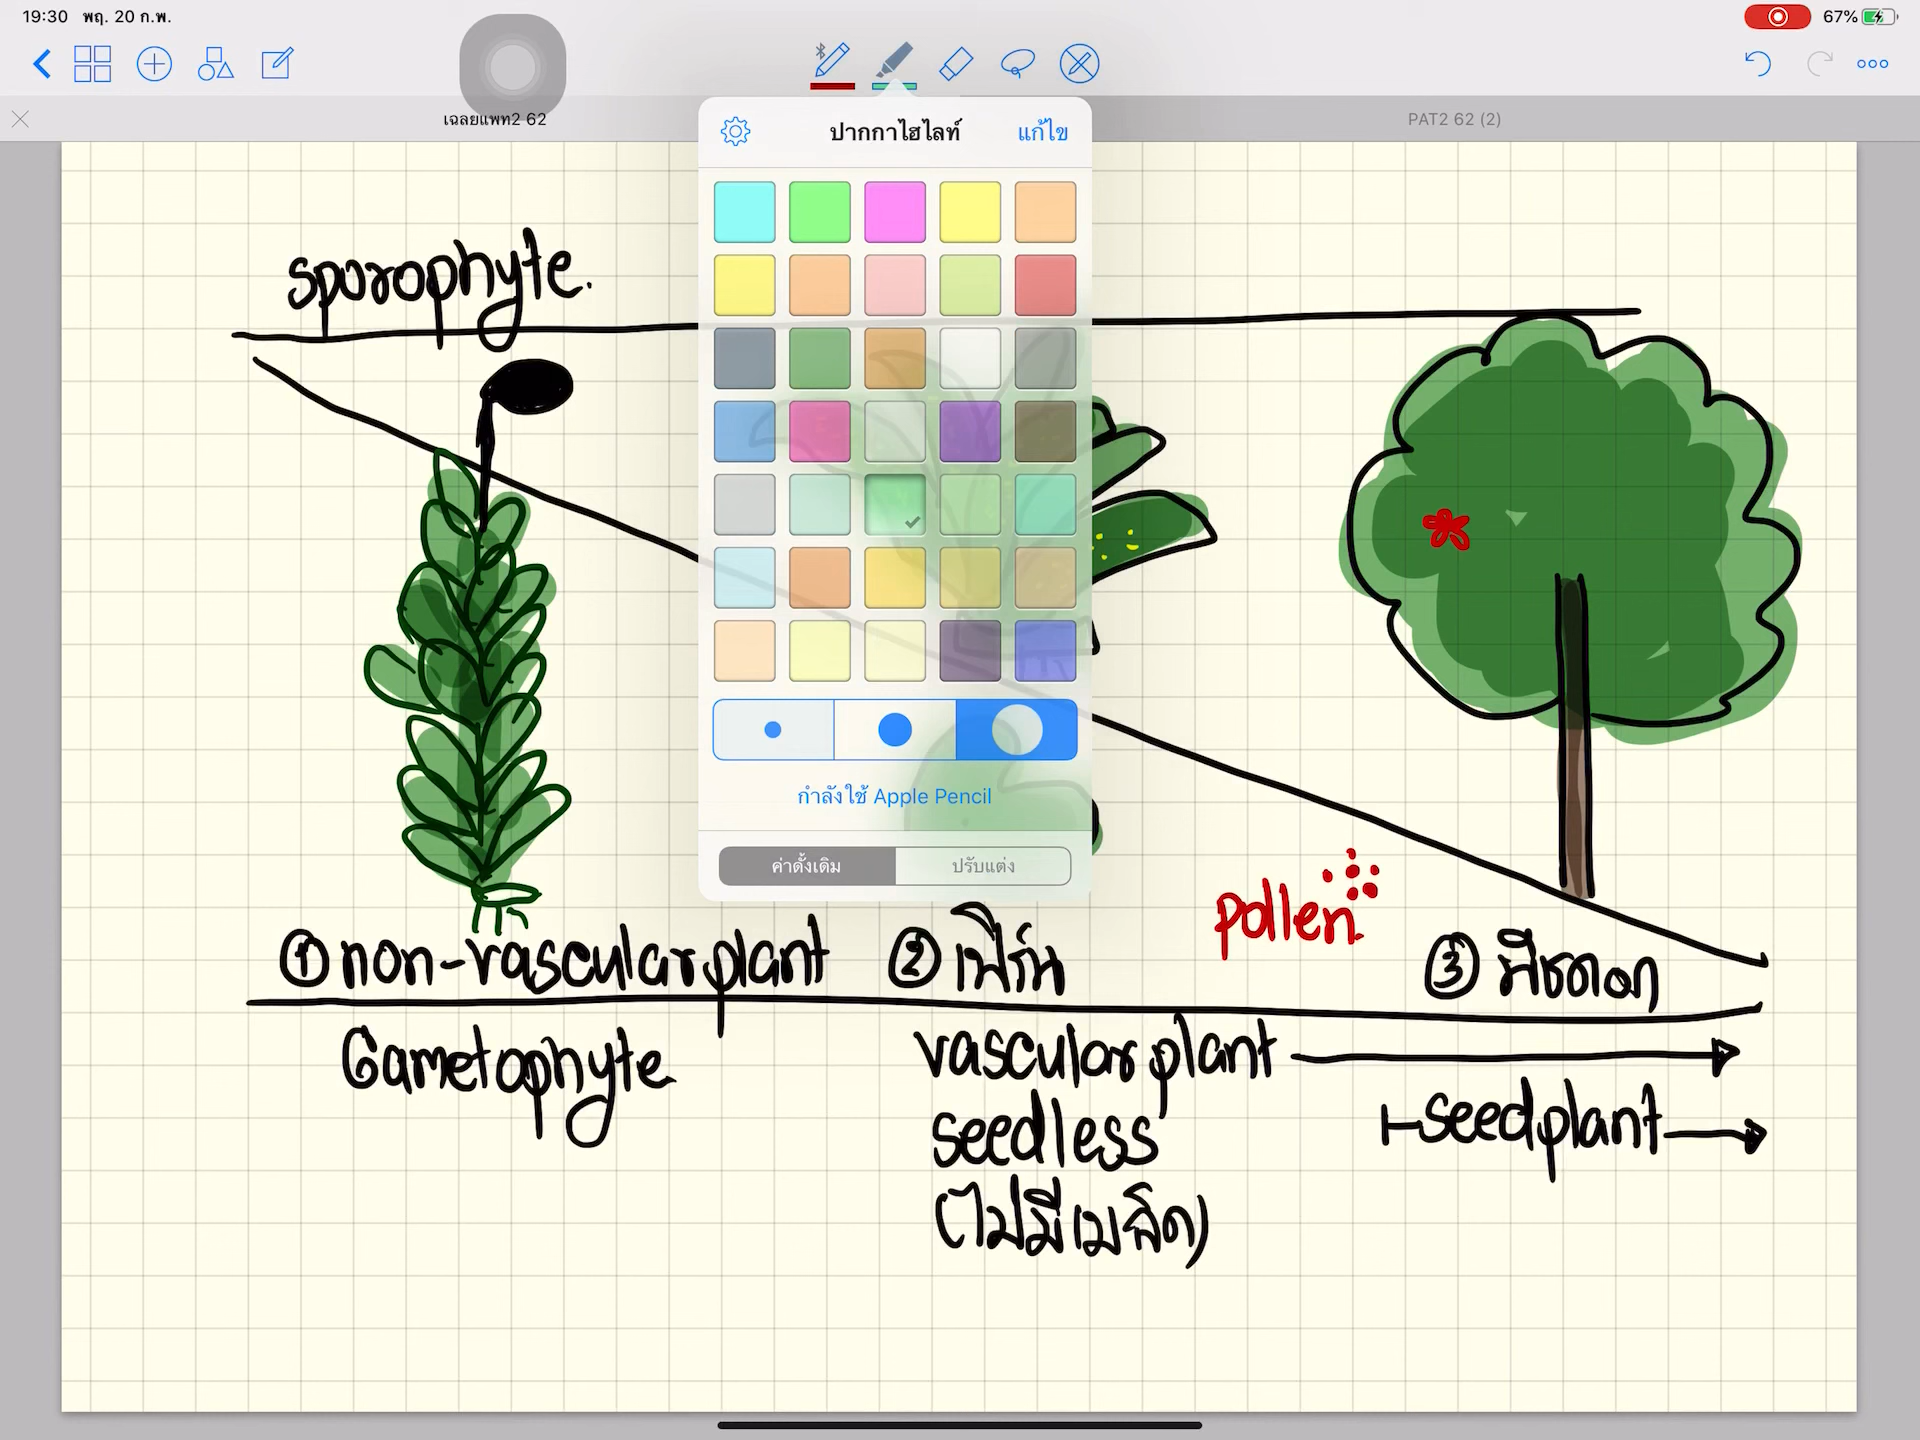 19:30 พฤ. 20 ก.พ.
67%
เฉลยแพท2 62
PAT2 62 (2)
ปากกาไฮไลท์
แก้ไข
กำลังใช้ Apple Pencil
ค่าดั้งเดิม
ปรับแต่ง
sporophyte.
pollen
① non-vascular plant
② เฟิร์น
③ พืชดอก
Gametophyte
vascular plant
seedless
seed plant
(ไม่มีเมล็ด)